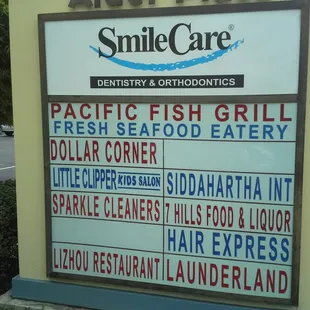 SmileCare®
DENTISTRY & ORTHODONTICS
PACIFIC FISH GRILL
FRESH SEAFOOD EATERY
DOLLAR CORNER
LITTLE CLIPPER KIDS SALON
SIDDAHARTHA INT
SPARKLE CLEANERS
7 HILLS FOOD & LIQUOR
HAIR EXPRESS
LIZHOU RESTAURANT
LAUNDERLAND